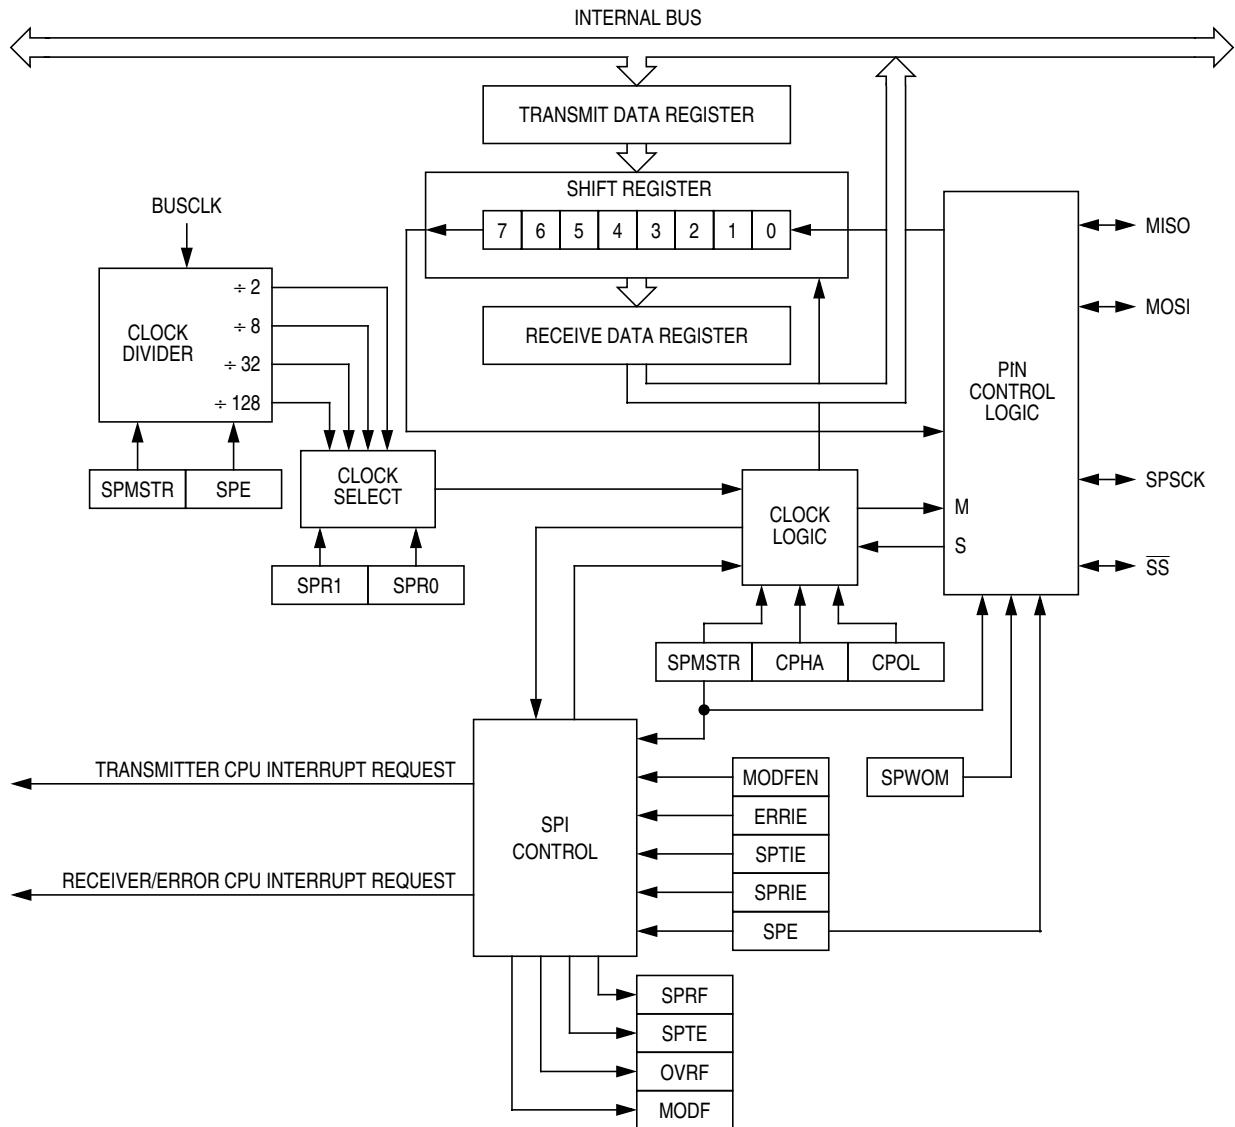 INTERNAL BUS
TRANSMIT DATA REGISTER
SHIFT REGISTER
7 6 5 4 3 2 1 0
BUSCLK
MISO
÷ 2
CLOCK
DIVIDER
÷ 8
÷ 32
÷ 128
RECEIVE DATA REGISTER
MOSI
PIN
CONTROL
LOGIC
SPMSTR SPE
CLOCK
SELECT
SPSCK
CLOCK
LOGIC
M
S
SPR1 SPR0
SS
SPMSTR CPHA CPOL
TRANSMITTER CPU INTERRUPT REQUEST
MODFEN
SPWOM
ERRIE
SPI
CONTROL
SPTIE
RECEIVER/ERROR CPU INTERRUPT REQUEST
SPRIE
SPE
SPRF
SPTE
OVRF
MODF